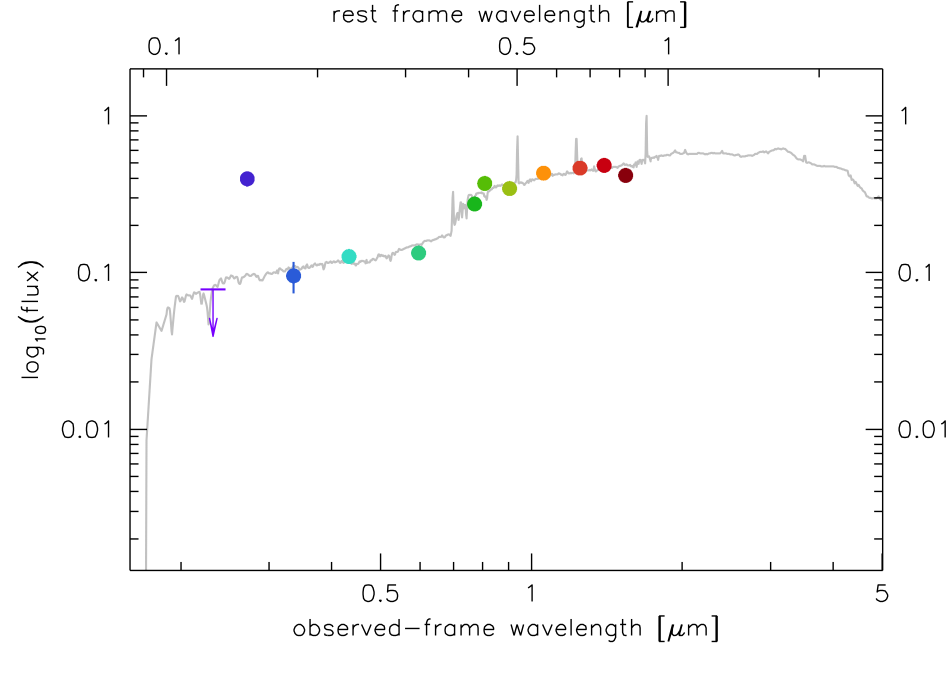 rest frame wavelength [μm]
0.1 0.5 1
1 1
0.1 0.1
0.01 0.01
log10(flux)
0.5 1 5
observed-frame wavelength [μm]